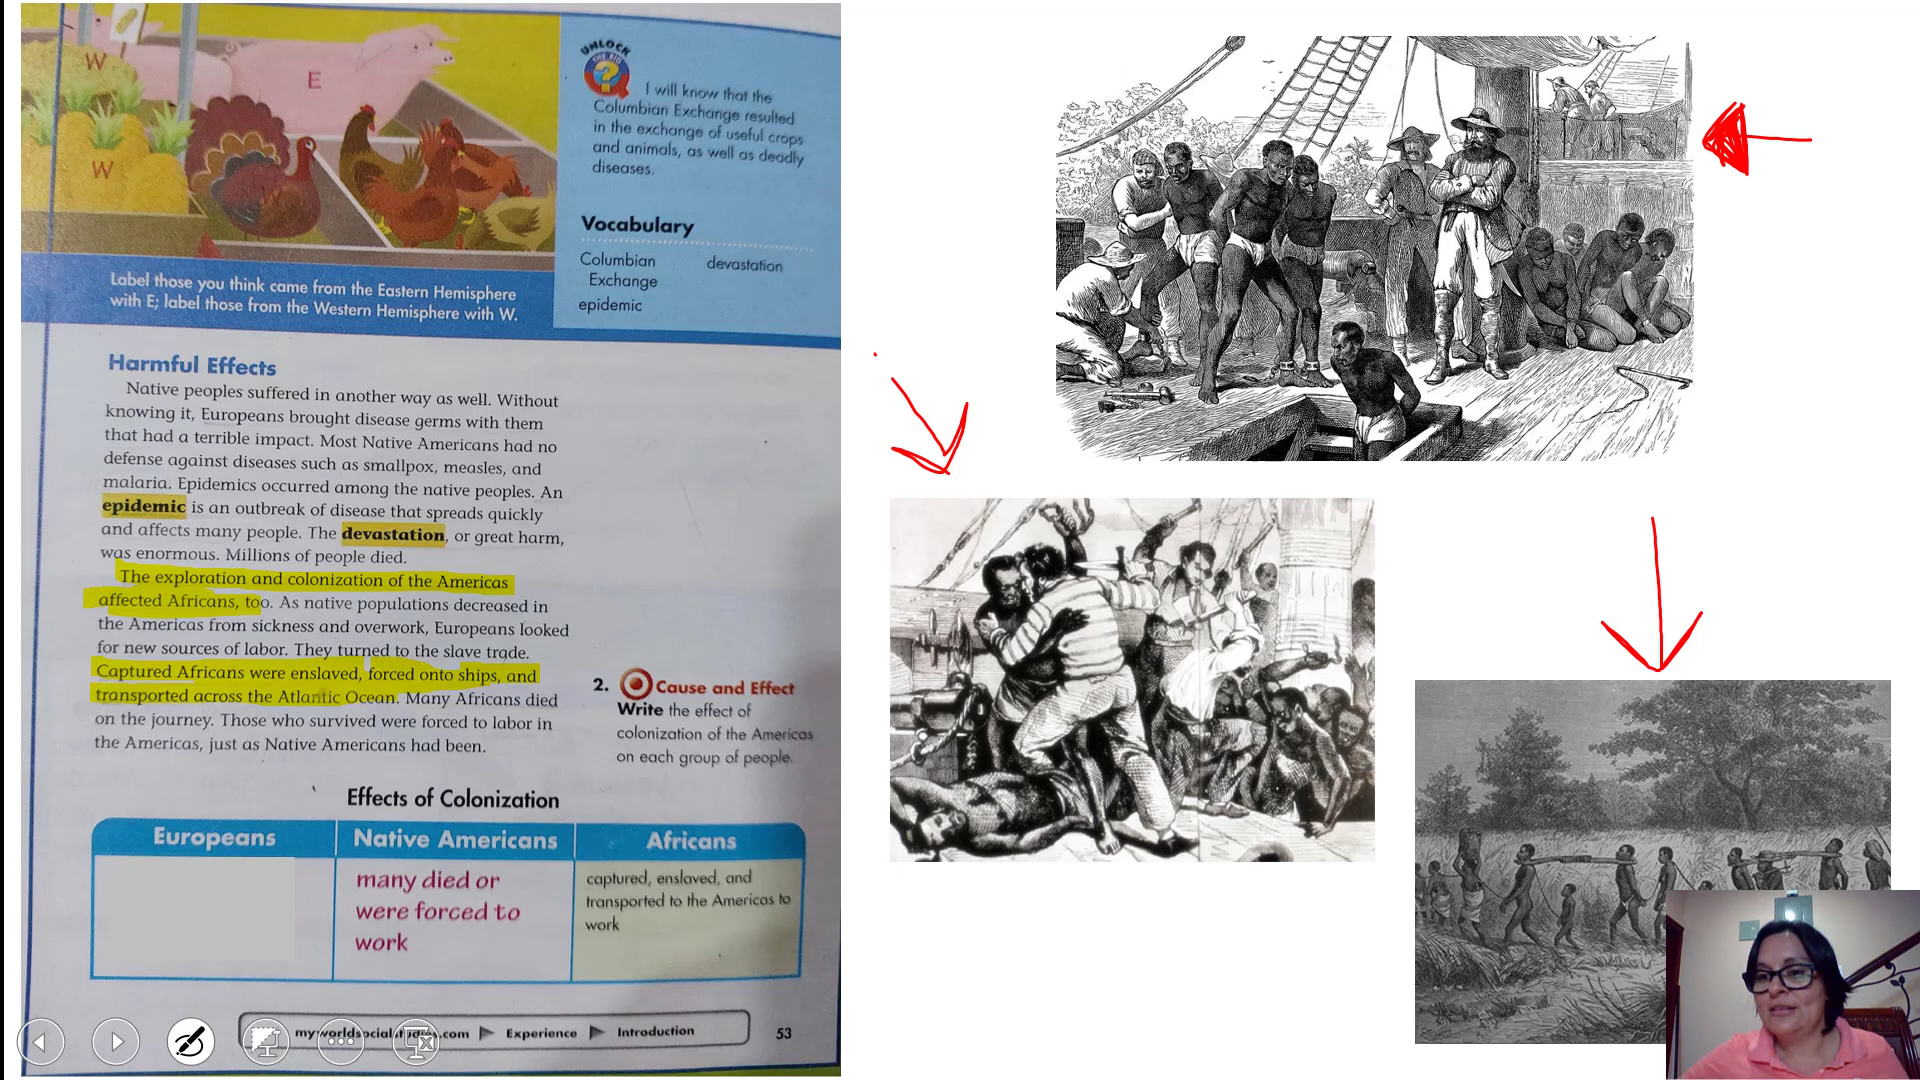 W
E
W
UNLOCK
THE BIG
?
I will know that the
Columbian Exchange resulted
in the exchange of useful crops
and animals, as well as deadly
diseases.
Vocabulary
Columbian
Exchange
devastation
epidemic
Label those you think came from the Eastern Hemisphere
with E; label those from the Western Hemisphere with W.
Harmful Effects
Native peoples suffered in another way as well. Without
knowing it, Europeans brought disease germs with them
that had a terrible impact. Most Native Americans had no
defense against diseases such as smallpox, measles, and
malaria. Epidemics occurred among the native peoples. An
epidemic is an outbreak of disease that spreads quickly
and affects many people. The devastation, or great harm,
was enormous. Millions of people died.
The exploration and colonization of the Americas
affected Africans, too. As native populations decreased in
the Americas from sickness and overwork, Europeans looked
for new sources of labor. They turned to the slave trade.
Captured Africans were enslaved, forced onto ships, and
transported across the Atlantic Ocean. Many Africans died
on the journey. Those who survived were forced to labor in
the Americas, just as Native Americans had been.
2. Cause and Effect
Write the effect of
colonization of the Americas
on each group of people.
Effects of Colonization
Europeans
Native Americans
Africans
many died or
were forced to
work
captured, enslaved, and
transported to the Americas to
work
myworldsocialstudies.com Experience Introduction
53